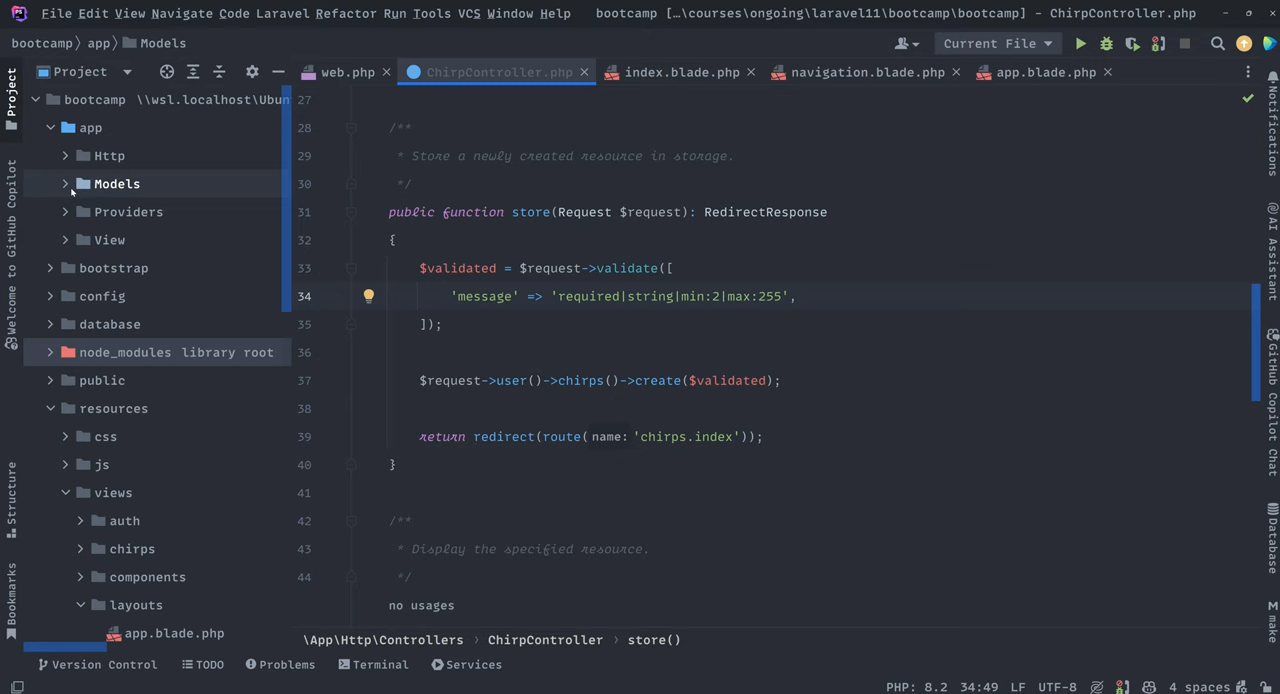 PS File Edit View Navigate Code Laravel Refactor Run Tools VCS Window Help bootcamp […\courses\ongoing\laravel11\bootcamp\bootcamp] - ChirpController.php
bootcamp app Models Current File
Project web.php ChirpController.php index.blade.php navigation.blade.php app.blade.php
Project
Welcome to GitHub Copilot
Structure
Bookmarks
bootcamp \\wsl.localhost\Ubun
app
Http
Models
Providers
View
bootstrap
config
database
node_modules library root
public
resources
css
js
views
auth
chirps
components
layouts
app.blade.php
27
28 /**
29 * Store a newly created resource in storage.
30 */
31 public function store(Request $request): RedirectResponse
32 {
33 $validated = $request->validate([
34 'message' => 'required|string|min:2|max:255',
35 ]);
36
37 $request->user()->chirps()->create($validated);
38
39 return redirect(route( name: 'chirps.index'));
40 }
41
42 /**
43 * Display the specified resource.
44 */
no usages
\App\Http\Controllers › ChirpController › store()
Notifications
AI Assistant
GitHub Copilot Chat
Database
M make
Version Control TODO Problems Terminal Services
PHP: 8.2 34:49 LF UTF-8 4 spaces